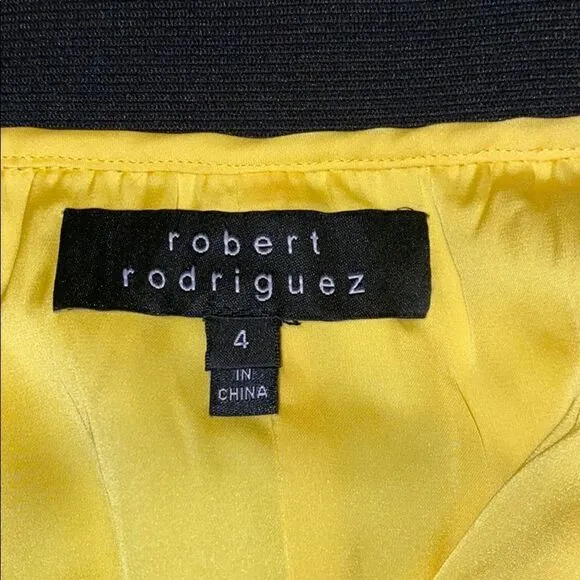 robert
rodriguez
4
IN
CHINA